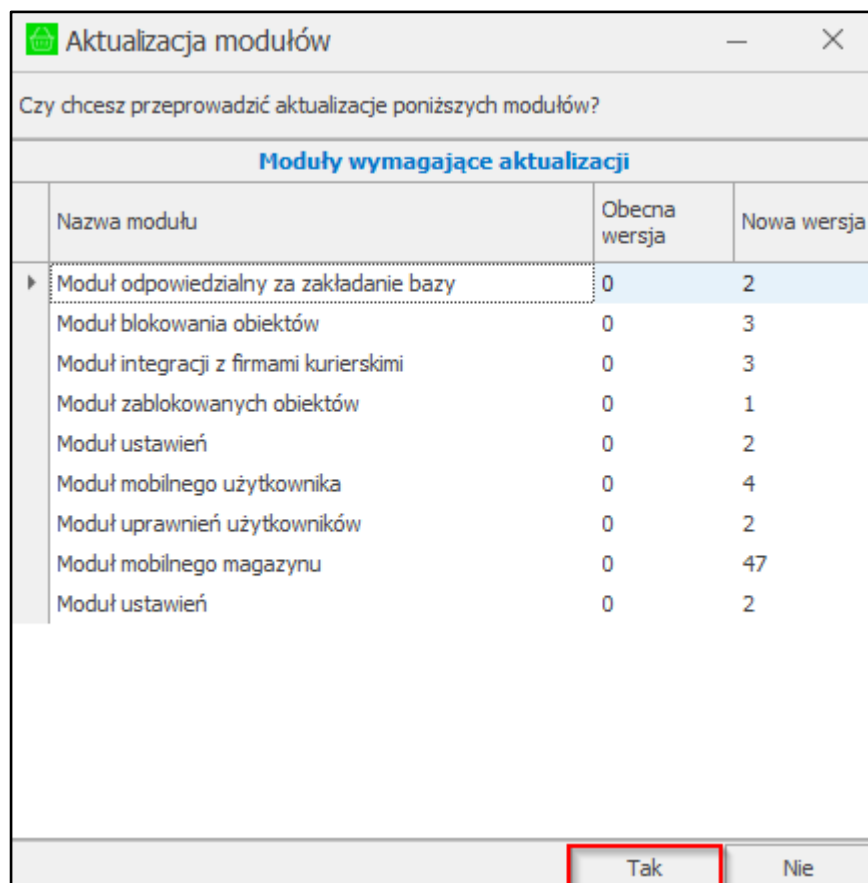 Aktualizacja modułów
Czy chcesz przeprowadzić aktualizacje poniższych modułów?
Moduły wymagające aktualizacji
Nazwa modułu Obecna wersja Nowa wersja
Moduł odpowiedzialny za zakładanie bazy 0 2
Moduł blokowania obiektów 0 3
Moduł integracji z firmami kurierskimi 0 3
Moduł zablokowanych obiektów 0 1
Moduł ustawień 0 2
Moduł mobilnego użytkownika 0 4
Moduł uprawnień użytkowników 0 2
Moduł mobilnego magazynu 0 47
Moduł ustawień 0 2
Tak Nie